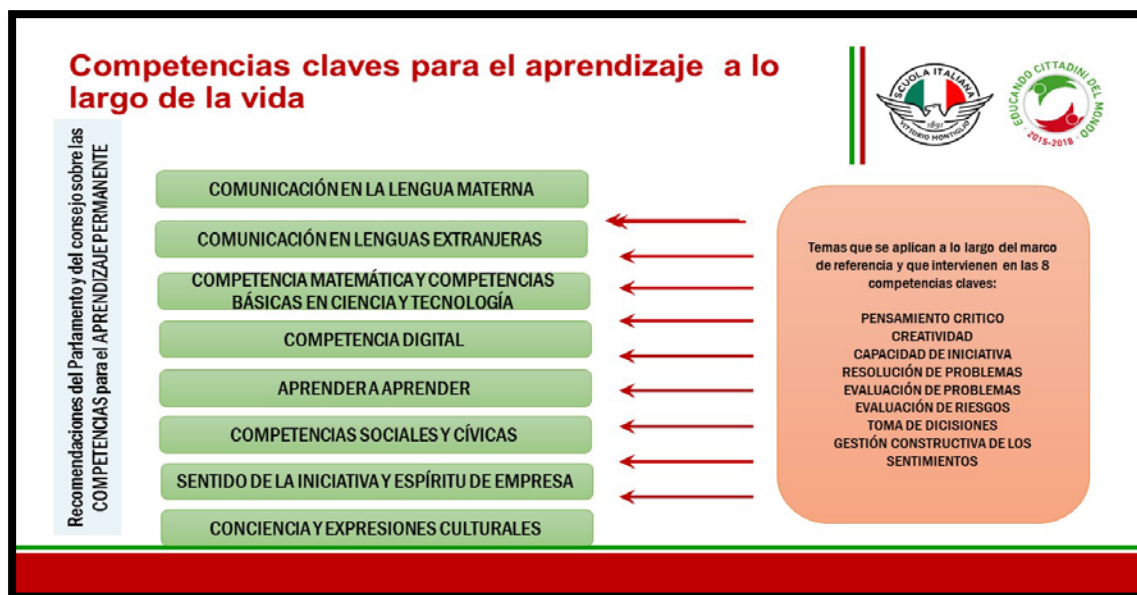 Competencias claves para el aprendizaje a lo
largo de la vida
SCUOLA ITALIANA
1891
VITTORIO MONTIGLIO
EDUCANDO CITTADINI DEL MONDO
· 2015-2018 ·
Recomendaciones del Parlamento y del consejo sobre las
COMPETENCIAS para el APRENDIZAJE PERMANENTE
COMUNICACIÓN EN LA LENGUA MATERNA
COMUNICACIÓN EN LENGUAS EXTRANJERAS
COMPETENCIA MATEMÁTICA Y COMPETENCIAS
BÁSICAS EN CIENCIA Y TECNOLOGÍA
COMPETENCIA DIGITAL
APRENDER A APRENDER
COMPETENCIAS SOCIALES Y CÍVICAS
SENTIDO DE LA INICIATIVA Y ESPÍRITU DE EMPRESA
CONCIENCIA Y EXPRESIONES CULTURALES
Temas que se aplican a lo largo del marco
de referencia y que intervienen en las 8
competencias claves:
PENSAMIENTO CRITICO
CREATIVIDAD
CAPACIDAD DE INICIATIVA
RESOLUCIÓN DE PROBLEMAS
EVALUACIÓN DE PROBLEMAS
EVALUACIÓN DE RIESGOS
TOMA DE DICISIONES
GESTIÓN CONSTRUCTIVA DE LOS
SENTIMIENTOS